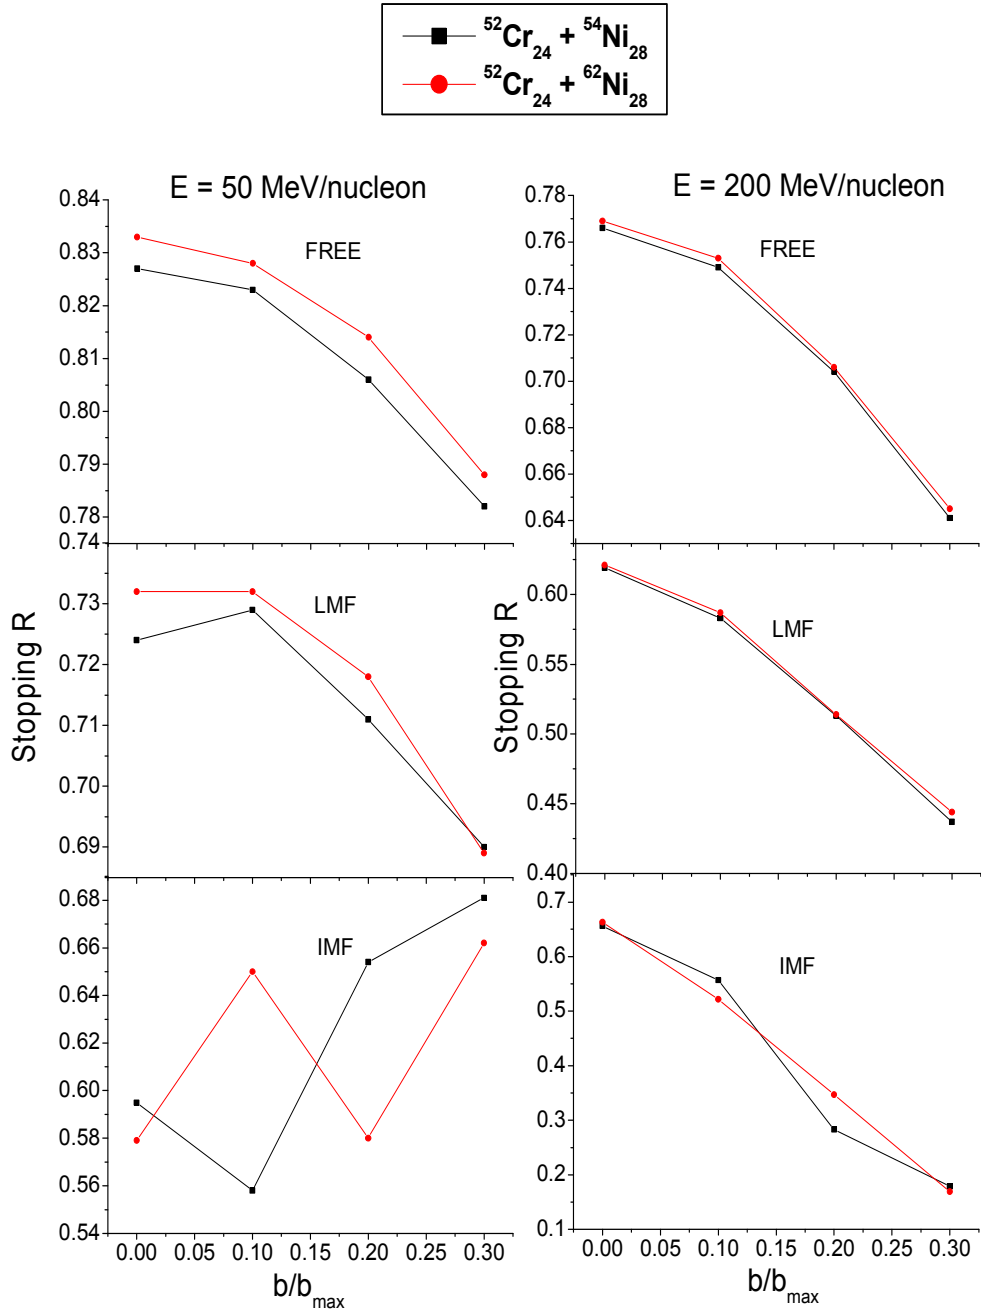 ⁵²Cr₂₄ + ⁵⁴Ni₂₈
⁵²Cr₂₄ + ⁶²Ni₂₈
E = 50 MeV/nucleon
E = 200 MeV/nucleon
Stopping R
0.84
0.83
0.82
0.81
0.80
0.79
0.78
FREE
0.74
0.73
0.72
0.71
0.70
0.69
LMF
0.68
0.66
0.64
0.62
0.60
0.58
0.56
0.54
IMF
0.00 0.05 0.10 0.15 0.20 0.25 0.30
b/bₘₐₓ
Stopping R
0.78
0.76
0.74
0.72
0.70
0.68
0.66
0.64
FREE
0.60
0.55
0.50
0.45
0.40
LMF
0.7
0.6
0.5
0.4
0.3
0.2
0.1
IMF
0.00 0.05 0.10 0.15 0.20 0.25 0.30
b/bₘₐₓ